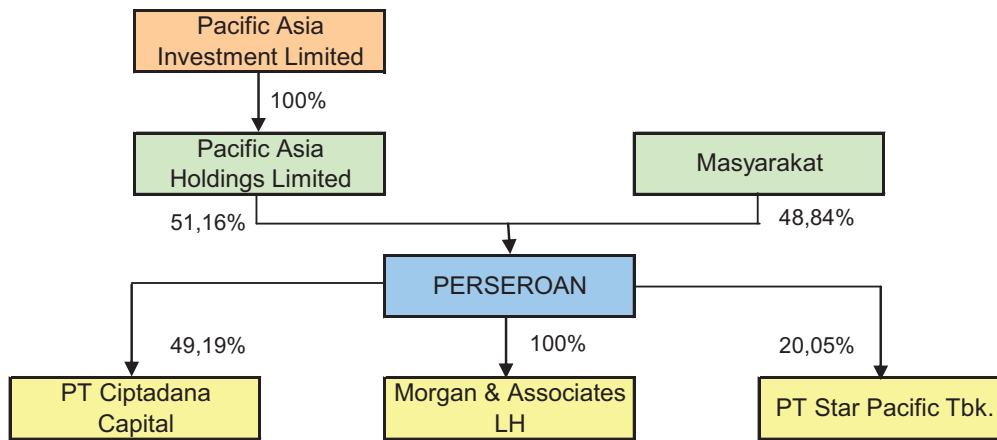 Pacific Asia
Investment Limited
100%
Pacific Asia
Holdings Limited
Masyarakat
51,16%
48,84%
PERSEROAN
49,19%
100%
20,05%
PT Ciptadana
Capital
Morgan & Associates
LH
PT Star Pacific Tbk.